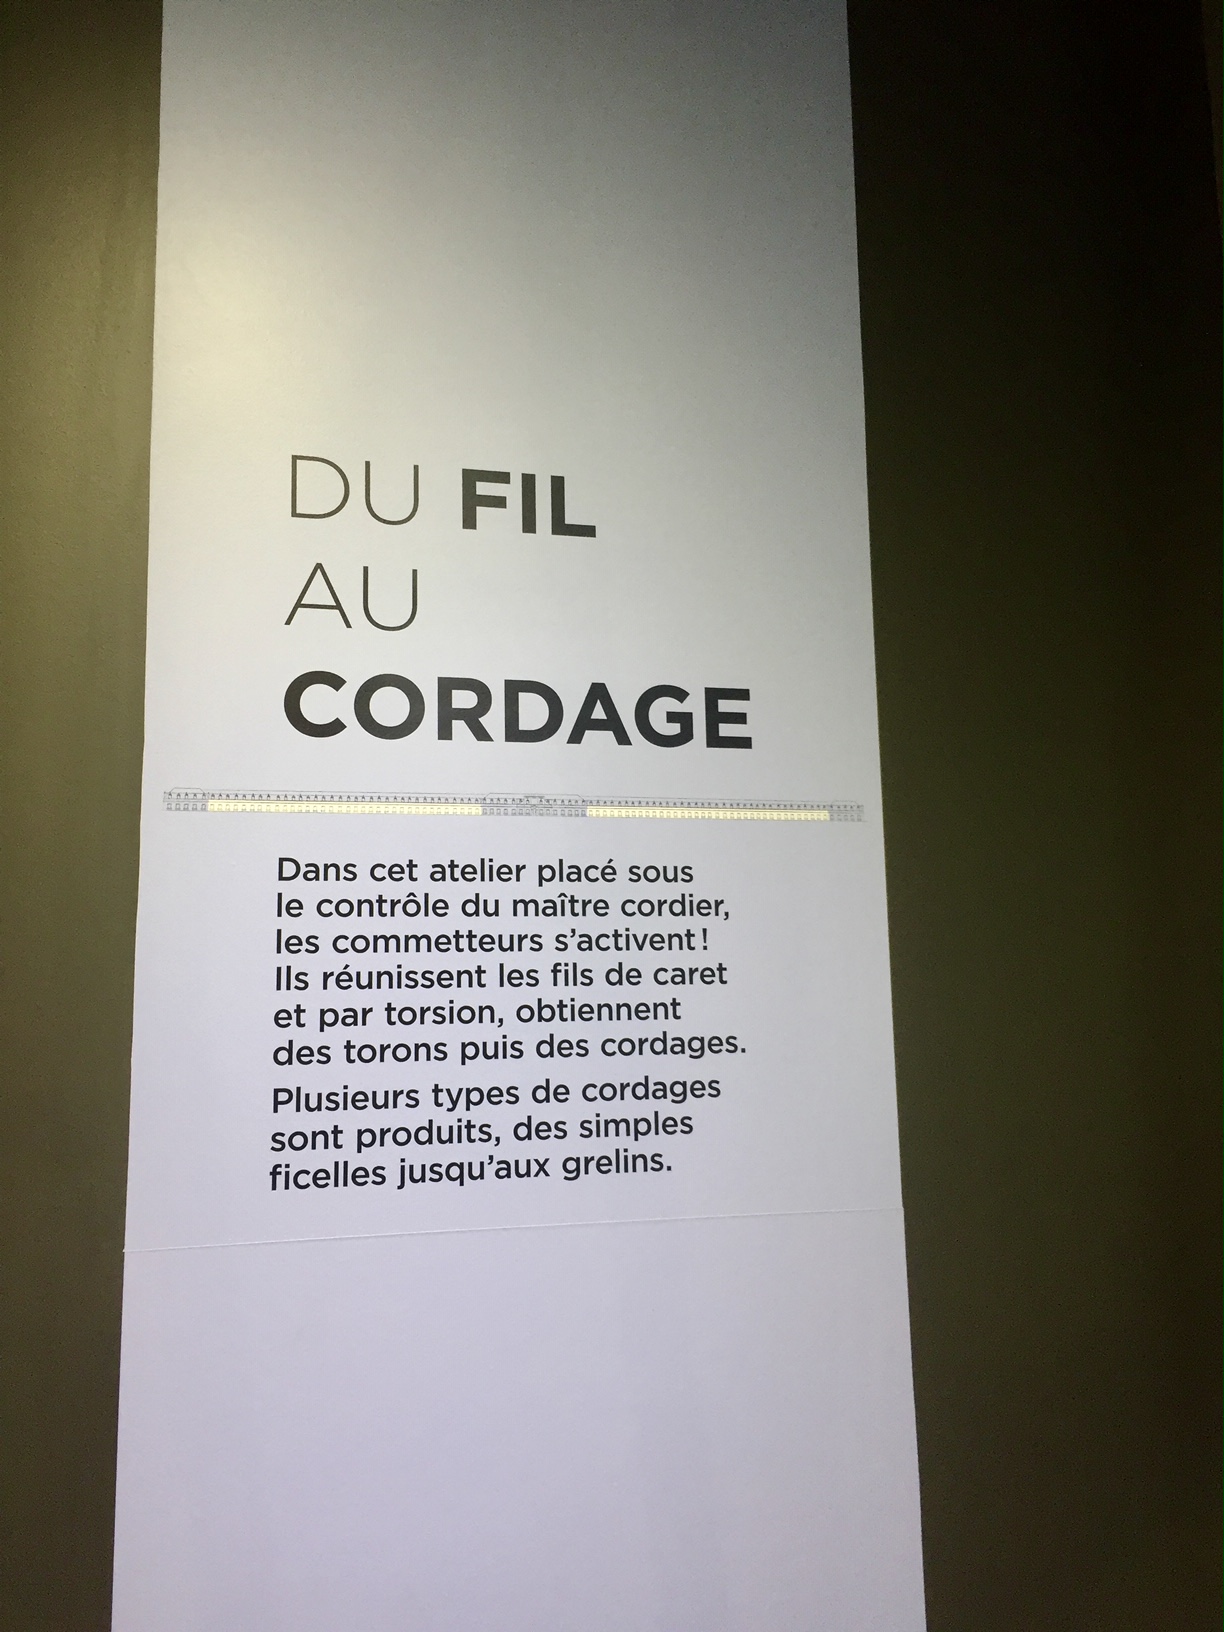 DU FIL
AU
CORDAGE
Dans cet atelier placé sous
le contrôle du maître cordier,
les commetteurs s'activent !
Ils réunissent les fils de caret
et par torsion, obtiennent
des torons puis des cordages.
Plusieurs types de cordages
sont produits, des simples
ficelles jusqu'aux grelins.